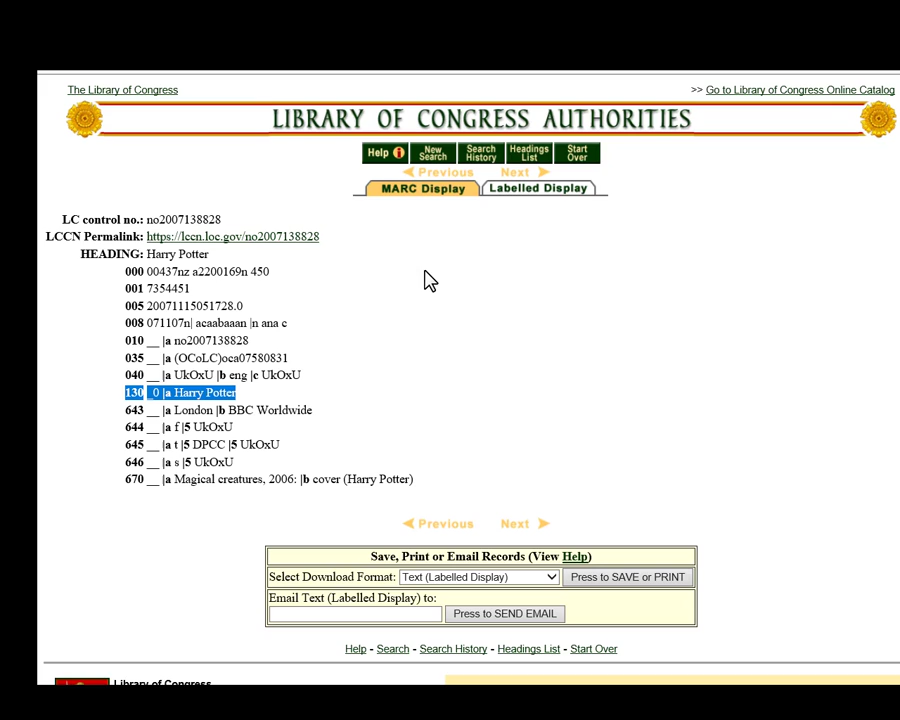 The Library of Congress >> Go to Library of Congress Online Catalog
LIBRARY OF CONGRESS AUTHORITIES
Help i New Search Search History Headings List Start Over
Previous Next
MARC Display Labelled Display
LC control no.: no2007138828
LCCN Permalink: https://lccn.loc.gov/no2007138828
HEADING: Harry Potter
000 00437nz a2200169n 450
001 7354451
005 20071115051728.0
008 071107n| acaabaaan |n ana c
010 __ |a no2007138828
035 __ |a (OCoLC)oca07580831
040 __ |a UkOxU |b eng |c UkOxU
130 _0 |a Harry Potter
643 __ |a London |b BBC Worldwide
644 __ |a f |5 UkOxU
645 __ |a t |5 DPCC |5 UkOxU
646 __ |a s |5 UkOxU
670 __ |a Magical creatures, 2006: |b cover (Harry Potter)
Previous Next
Save, Print or Email Records (View Help)
Select Download Format: Text (Labelled Display) Press to SAVE or PRINT
Email Text (Labelled Display) to:
Press to SEND EMAIL
Help - Search - Search History - Headings List - Start Over
Library of Congress